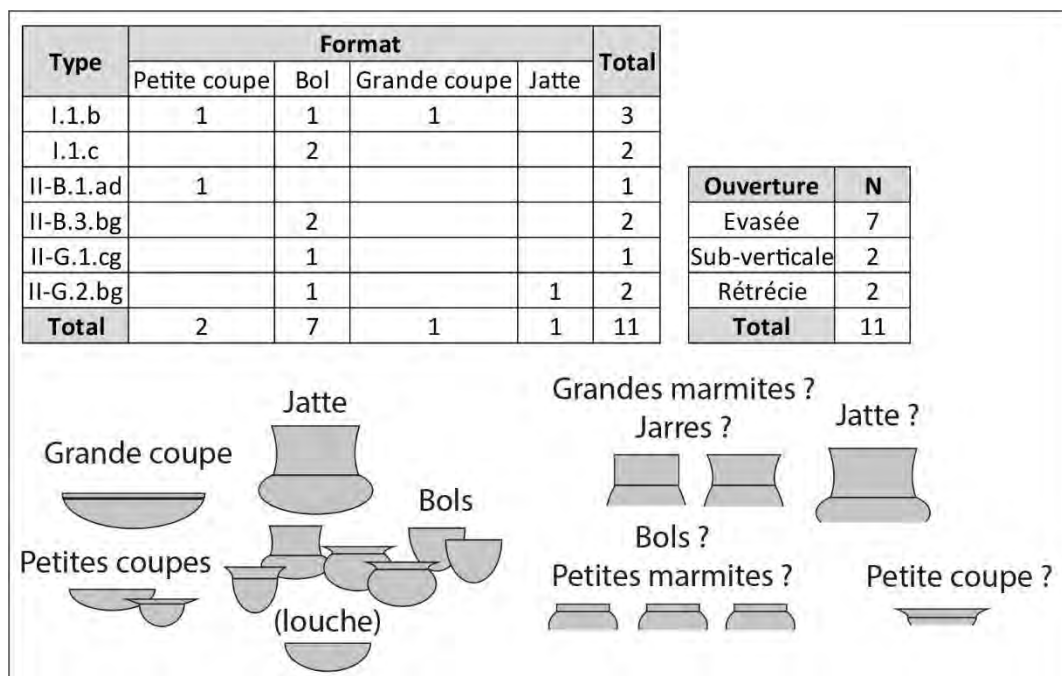 Type Format Total
Petite coupe Bol Grande coupe Jatte
I.1.b 1 1 1 3
I.1.c 2 2
II-B.1.ad 1 1
II-B.3.bg 2 2
II-G.1.cg 1 1
II-G.2.bg 1 1 2
Total 2 7 1 1 11
Ouverture N
Evasée 7
Sub-verticale 2
Rétrécie 2
Total 11
Jatte
Grande coupe
Bols
Petites coupes
(louche)
Grandes marmites ?
Jarres ?
Jatte ?
Bols ?
Petites marmites ?
Petite coupe ?